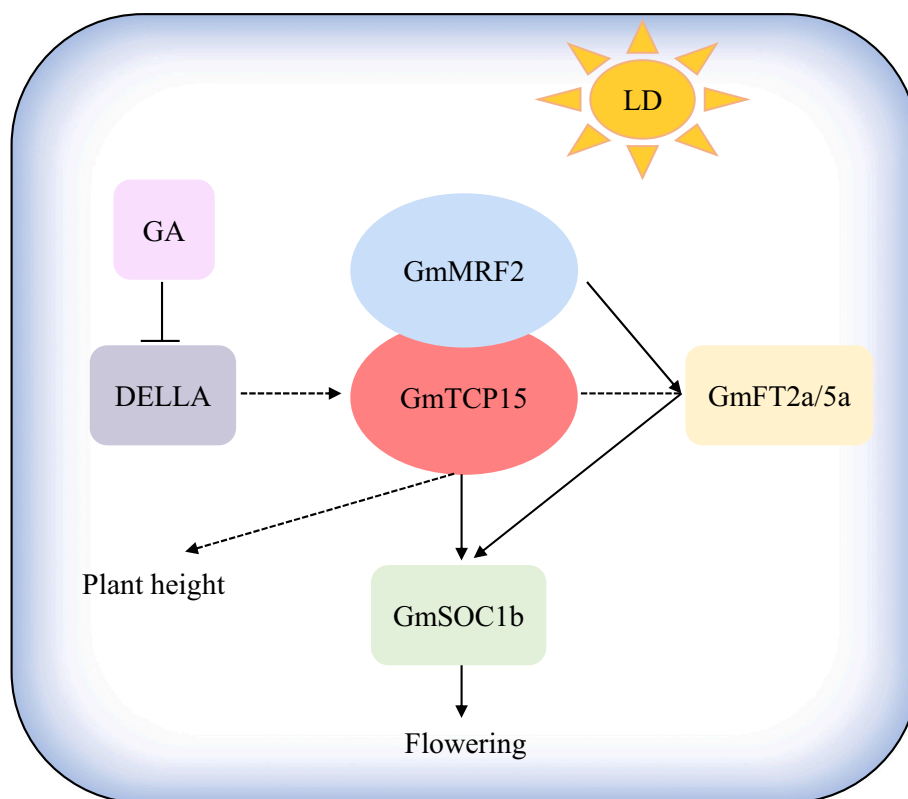 LD
GA
GmMRF2
DELLA
GmTCP15
GmFT2a/5a
Plant height
GmSOC1b
Flowering